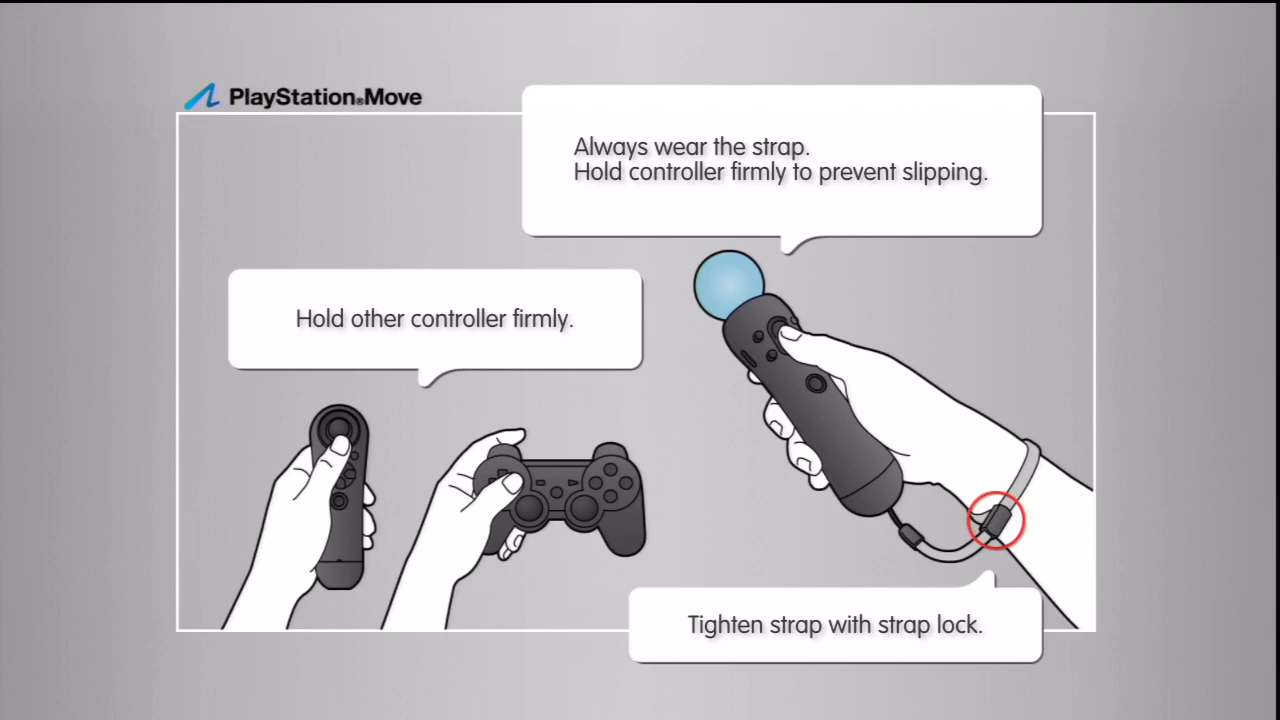 PlayStation®Move
Always wear the strap.
Hold controller firmly to prevent slipping.
Hold other controller firmly.
Tighten strap with strap lock.